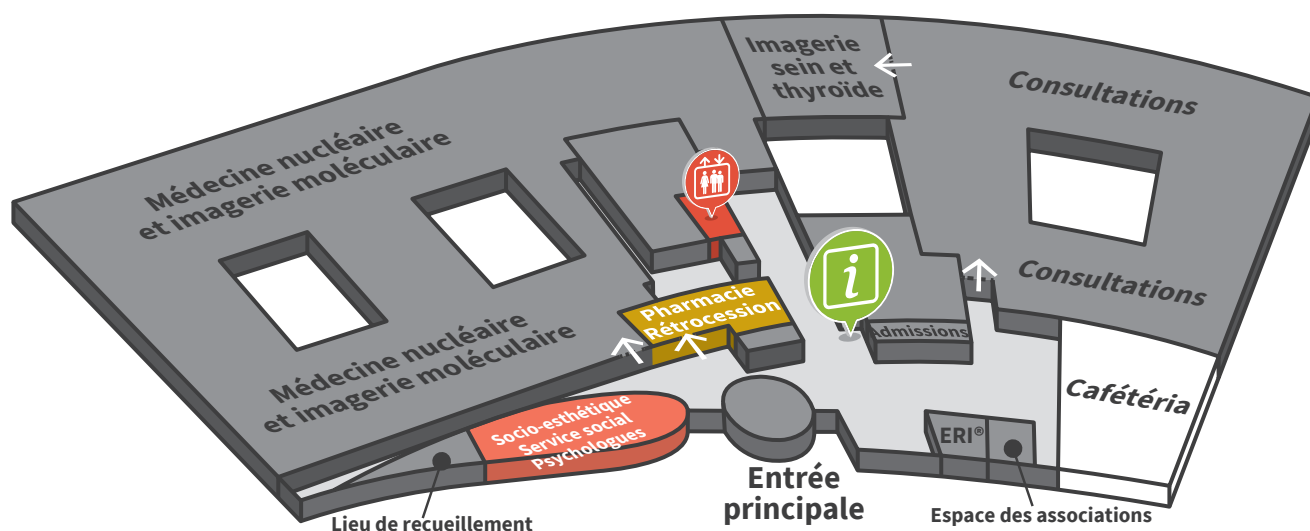 Imagerie
sein et
thyroïde
Consultations
Médecine nucléaire
et imagerie moléculaire
Consultations
i
Pharmacie
Rétrocession
Admissions
Médecine nucléaire
et imagerie moléculaire
Cafétéria
Socio-esthétique
Service social
Psychologues
ERI®
Entrée
principale
Lieu de recueillement
Espace des associations